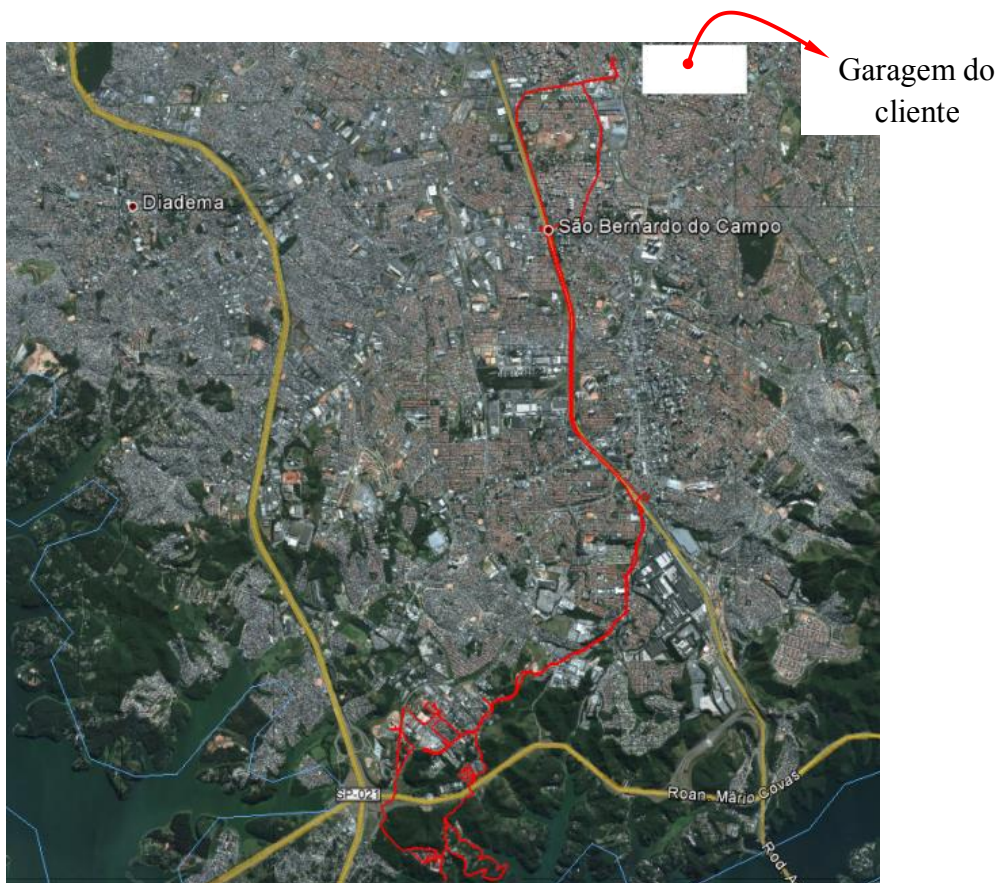 Garagem do
cliente
Diadema
São Bernardo do Campo
SP-021
Roan. Mário Covas
Rod. A